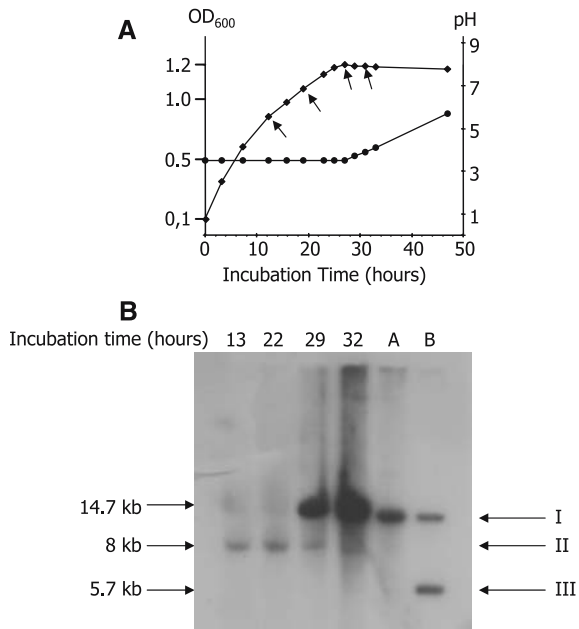 A
OD600
pH
9
1.2
8
1.0
5
0.5
3
0,1
1
0 10 20 30 40 50
Incubation Time (hours)
B
Incubation time (hours) 13 22 29 32 A B
14.7 kb I
8 kb II
5.7 kb III